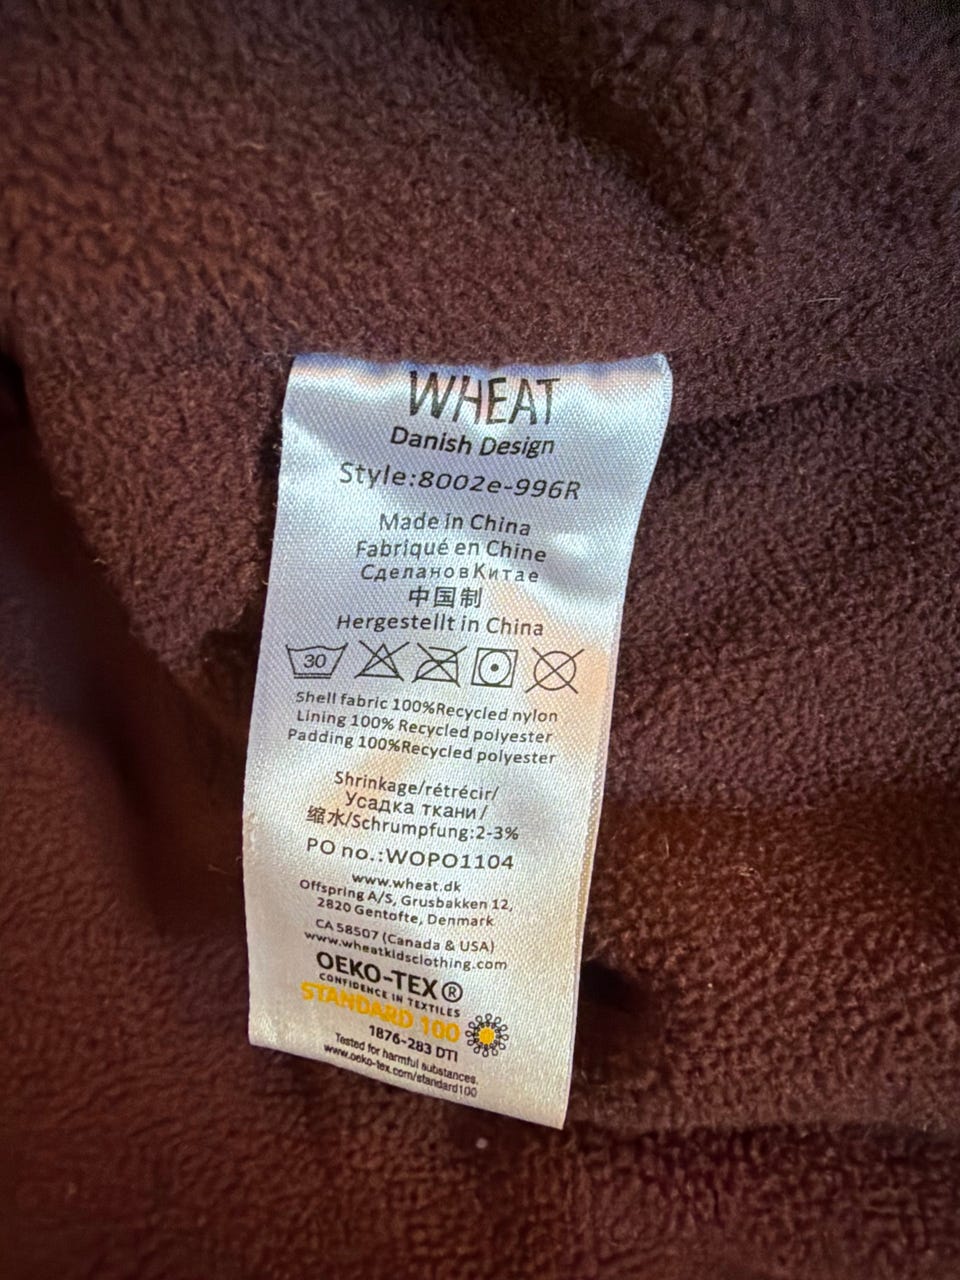 WHEAT
Danish Design
Style:8002e-996R
Made in China
Fabriqué en Chine
СделановКитае
中国制
Hergestellt in China
30
Shell fabric 100%Recycled nylon
Lining 100% Recycled polyester
Padding 100%Recycled polyester
Shrinkage/rétrécir/
Усадка ткани/
缩水/Schrumpfung:2-3%
PO no.:WOPO1104
www.wheat.dk
Offspring A/S, Grusbakken 12,
2820 Gentofte, Denmark
CA 58507 (Canada & USA)
www.wheatkidsclothing.com
OEKO-TEX®
CONFIDENCE IN TEXTILES
STANDARD 100
1876-283 DTI
Tested for harmful substances.
www.oeko-tex.com/standard100